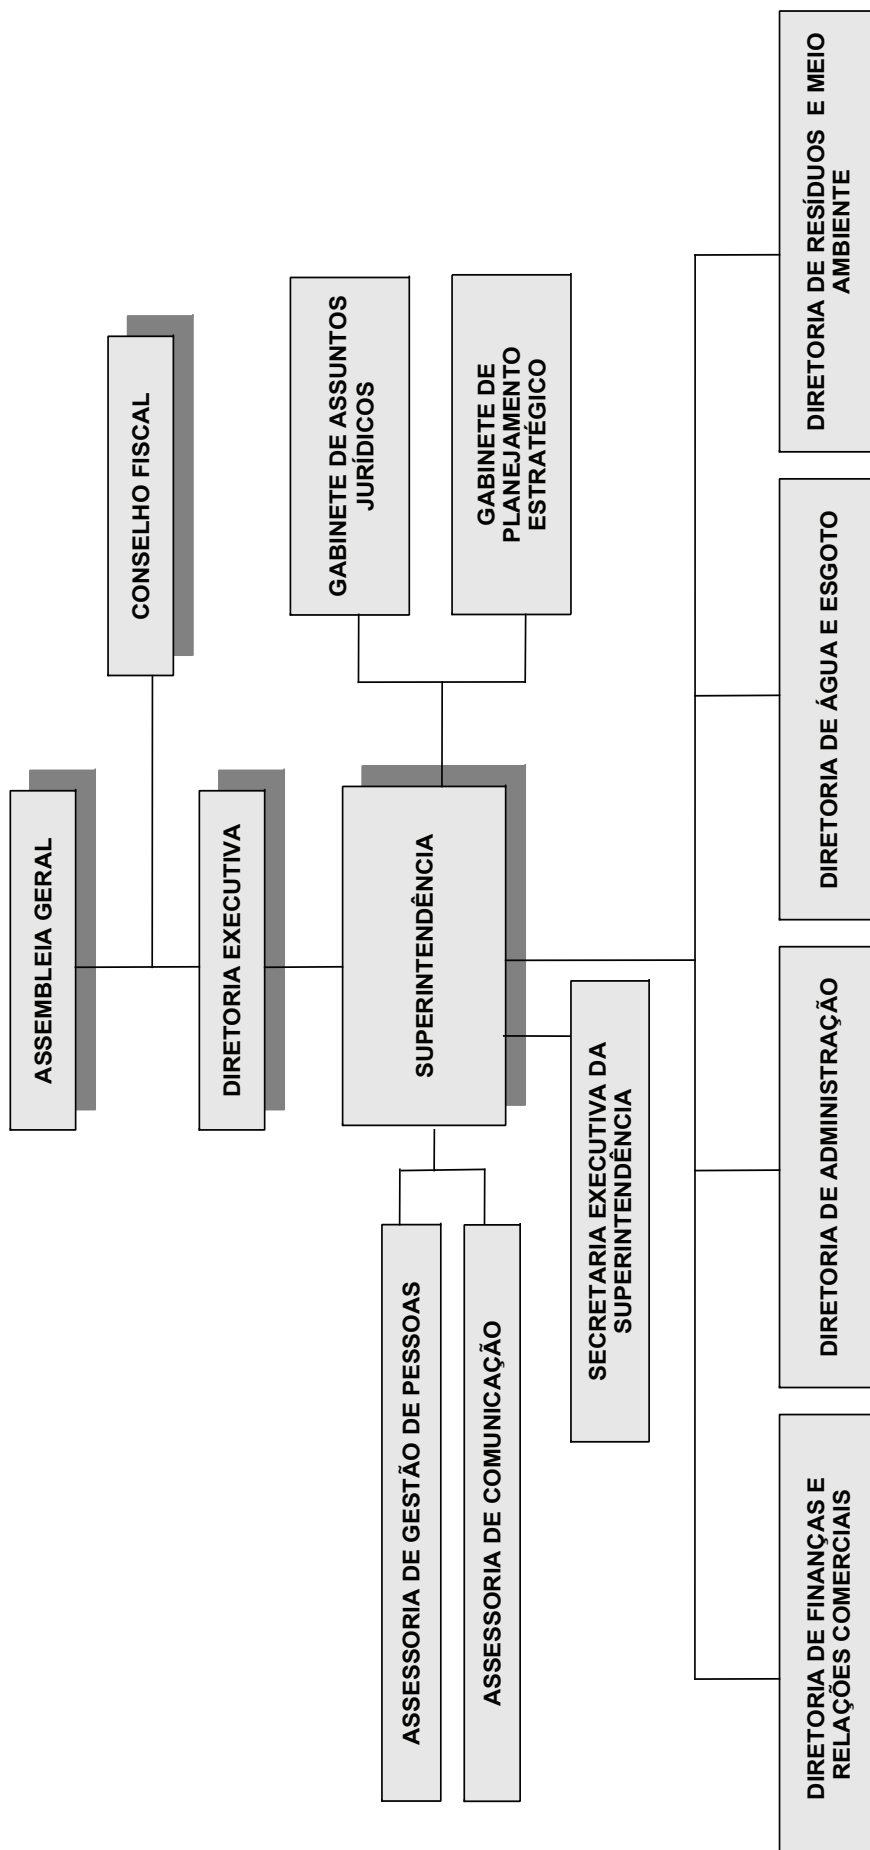 ASSEMBLEIA GERAL
CONSELHO FISCAL
DIRETORIA EXECUTIVA
SUPERINTENDÊNCIA
GABINETE DE ASSUNTOS
JURÍDICOS
GABINETE DE
PLANEJAMENTO
ESTRATÉGICO
ASSESSORIA DE GESTÃO DE PESSOAS
ASSESSORIA DE COMUNICAÇÃO
SECRETARIA EXECUTIVA DA
SUPERINTENDÊNCIA
DIRETORIA DE FINANÇAS E
RELAÇÕES COMERCIAIS
DIRETORIA DE ADMINISTRAÇÃO
DIRETORIA DE ÁGUA E ESGOTO
DIRETORIA DE RESÍDUOS E MEIO
AMBIENTE